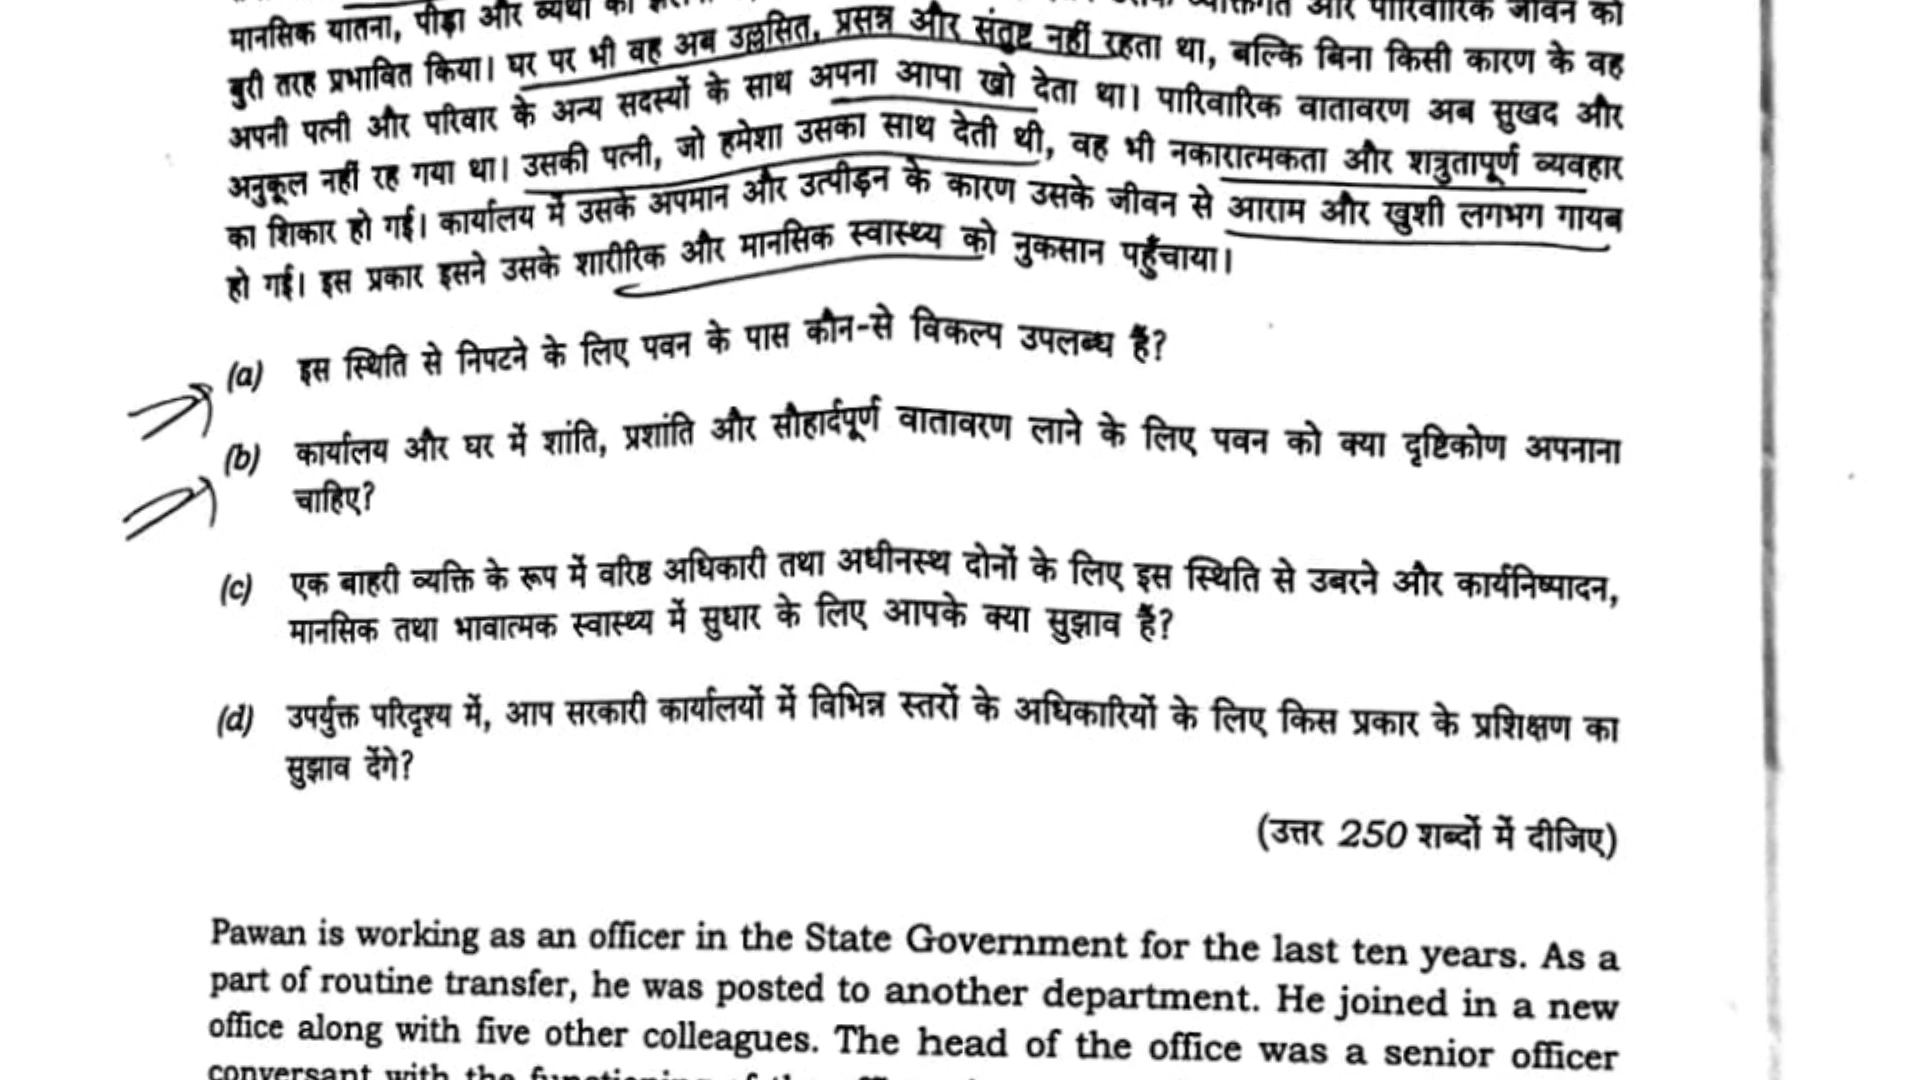 मानसिक यातना, पीड़ा और व्यथा का जीवन को
बुरी तरह प्रभावित किया। घर पर भी वह अब उल्लसित, प्रसन्न और संतुष्ट नहीं रहता था, बल्कि बिना किसी कारण के वह
अपनी पत्नी और परिवार के अन्य सदस्यों के साथ अपना आपा खो देता था। पारिवारिक वातावरण अब सुखद और
अनुकूल नहीं रह गया था। उसकी पत्नी, जो हमेशा उसका साथ देती थी, वह भी नकारात्मकता और शत्रुतापूर्ण व्यवहार
का शिकार हो गई। कार्यालय में उसके अपमान और उत्पीड़न के कारण उसके जीवन से आराम और खुशी लगभग गायब
हो गई। इस प्रकार इसने उसके शारीरिक और मानसिक स्वास्थ्य को नुकसान पहुँचाया।
(a) इस स्थिति से निपटने के लिए पवन के पास कौन-से विकल्प उपलब्ध हैं?
(b) कार्यालय और घर में शांति, प्रशांति और सौहार्दपूर्ण वातावरण लाने के लिए पवन को क्या दृष्टिकोण अपनाना
चाहिए?
(c) एक बाहरी व्यक्ति के रूप में वरिष्ठ अधिकारी तथा अधीनस्थ दोनों के लिए इस स्थिति से उबरने और कार्यनिष्पादन,
मानसिक तथा भावात्मक स्वास्थ्य में सुधार के लिए आपके क्या सुझाव हैं?
(d) उपर्युक्त परिदृश्य में, आप सरकारी कार्यालयों में विभिन्न स्तरों के अधिकारियों के लिए किस प्रकार के प्रशिक्षण का
सुझाव देंगे?
(उत्तर 250 शब्दों में दीजिए)
Pawan is working as an officer in the State Government for the last ten years. As a
part of routine transfer, he was posted to another department. He joined in a new
office along with five other colleagues. The head of the office was a senior officer
conversant with the functioning of